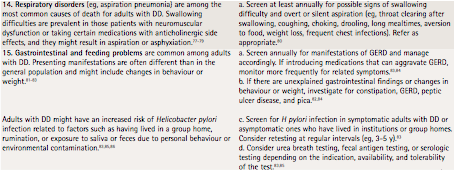 14. Respiratory disorders (eg, aspiration pneumonia) are among the
most common causes of death for adults with DD. Swallowing
difficulties are prevalent in those patients with neuromuscular
dysfunction or taking certain medications with anticholinergic side
effects, and they might result in aspiration or asphyxiation.77-79
15. Gastrointestinal and feeding problems are common among adults
with DD. Presenting manifestations are often different than in the
general population and might include changes in behaviour or
weight.81-83
Adults with DD might have an increased risk of Helicobacter pylori
infection related to factors such as having lived in a group home,
rumination, or exposure to saliva or feces due to personal behaviour or
environmental contamination.82,85,86
a. Screen at least annually for possible signs of swallowing
difficulty and overt or silent aspiration (eg, throat clearing after
swallowing, coughing, choking, drooling, long mealtimes, aversion
to food, weight loss, frequent chest infections). Refer as
appropriate.80
a. Screen annually for manifestations of GERD and manage
accordingly. If introducing medications that can aggravate GERD,
monitor more frequently for related symptoms.83,84
b. If there are unexplained gastrointestinal findings or changes in
behaviour or weight, investigate for constipation, GERD, peptic
ulcer disease, and pica.83,84
c. Screen for H pylori infection in symptomatic adults with DD or
asymptomatic ones who have lived in institutions or group homes.
Consider retesting at regular intervals (eg, 3-5 y).83
d. Consider urea breath testing, fecal antigen testing, or serologic
testing depending on the indication, availability, and tolerability
of the test.83,85